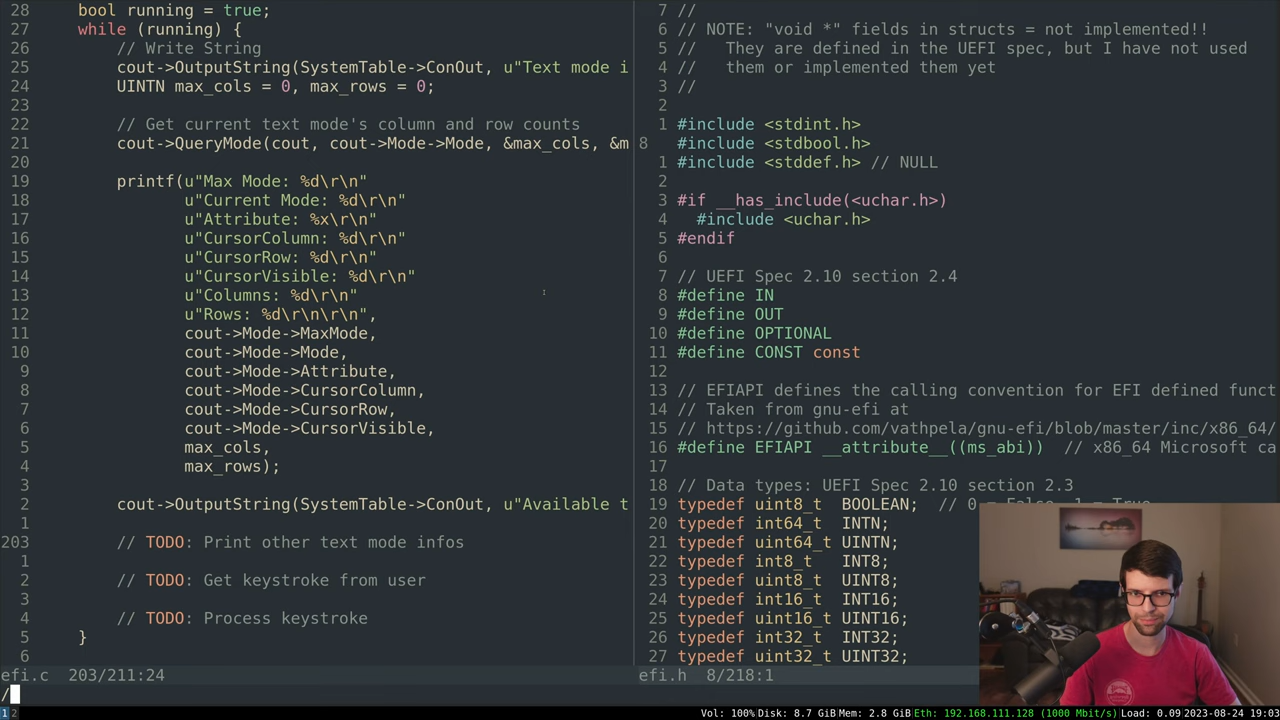 28     bool running = true;
27     while (running) {
26         // Write String
25         cout->OutputString(SystemTable->ConOut, u"Text mode i
24         UINTN max_cols = 0, max_rows = 0;
23
22         // Get current text mode's column and row counts
21         cout->QueryMode(cout, cout->Mode->Mode, &max_cols, &m
20
19         printf(u"Max Mode: %d\r\n"
18                u"Current Mode: %d\r\n"
17                u"Attribute: %x\r\n"
16                u"CursorColumn: %d\r\n"
15                u"CursorRow: %d\r\n"
14                u"CursorVisible: %d\r\n"
13                u"Columns: %d\r\n"
12                u"Rows: %d\r\n\r\n",
11                cout->Mode->MaxMode,
10                cout->Mode->Mode,
9                cout->Mode->Attribute,
8                cout->Mode->CursorColumn,
7                cout->Mode->CursorRow,
6                cout->Mode->CursorVisible,
5                max_cols,
4                max_rows);
3
2         cout->OutputString(SystemTable->ConOut, u"Available t
1
203         // TODO: Print other text mode infos
1
2         // TODO: Get keystroke from user
3
4         // TODO: Process keystroke
5     }
6
efi.c  203/211:24
/
7 //
6 // NOTE: "void *" fields in structs = not implemented!!
5 //   They are defined in the UEFI spec, but I have not used
4 //   them or implemented them yet
3 //
2
1 #include <stdint.h>
8 #include <stdbool.h>
1 #include <stddef.h> // NULL
2
3 #if __has_include(<uchar.h>)
4   #include <uchar.h>
5 #endif
6
7 // UEFI Spec 2.10 section 2.4
8 #define IN
9 #define OUT
10 #define OPTIONAL
11 #define CONST const
12
13 // EFIAPI defines the calling convention for EFI defined funct
14 // Taken from gnu-efi at
15 // https://github.com/vathpela/gnu-efi/blob/master/inc/x86_64/
16 #define EFIAPI __attribute__((ms_abi))  // x86_64 Microsoft ca
17
18 // Data types: UEFI Spec 2.10 section 2.3
19 typedef uint8_t  BOOLEAN;  // 0 = False, 1 = True
20 typedef int64_t  INTN;
21 typedef uint64_t UINTN;
22 typedef int8_t   INT8;
23 typedef uint8_t  UINT8;
24 typedef int16_t  INT16;
25 typedef uint16_t UINT16;
26 typedef int32_t  INT32;
27 typedef uint32_t UINT32;
efi.h  8/218:1
1 2
Vol: 100% Disk: 8.7 GiB Mem: 2.8 GiB Eth: 192.168.111.128 (1000 Mbit/s) Load: 0.09 2023-08-24 19:03